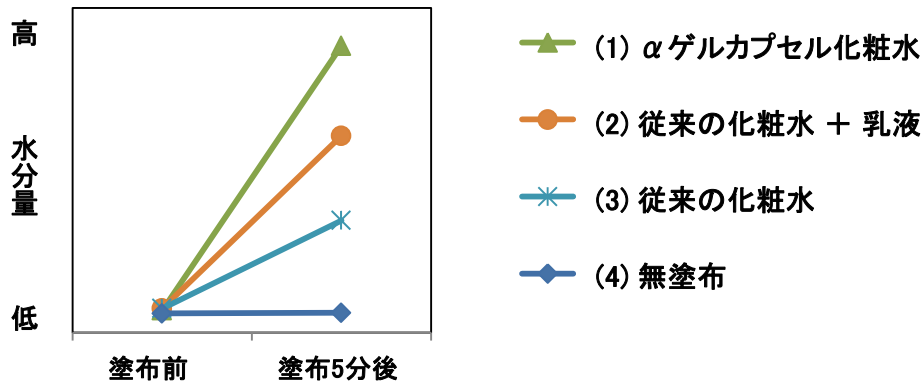 高
水分量
低
塗布前
塗布5分後
(1) αゲルカプセル化粧水
(2) 従来の化粧水 ＋ 乳液
(3) 従来の化粧水
(4) 無塗布